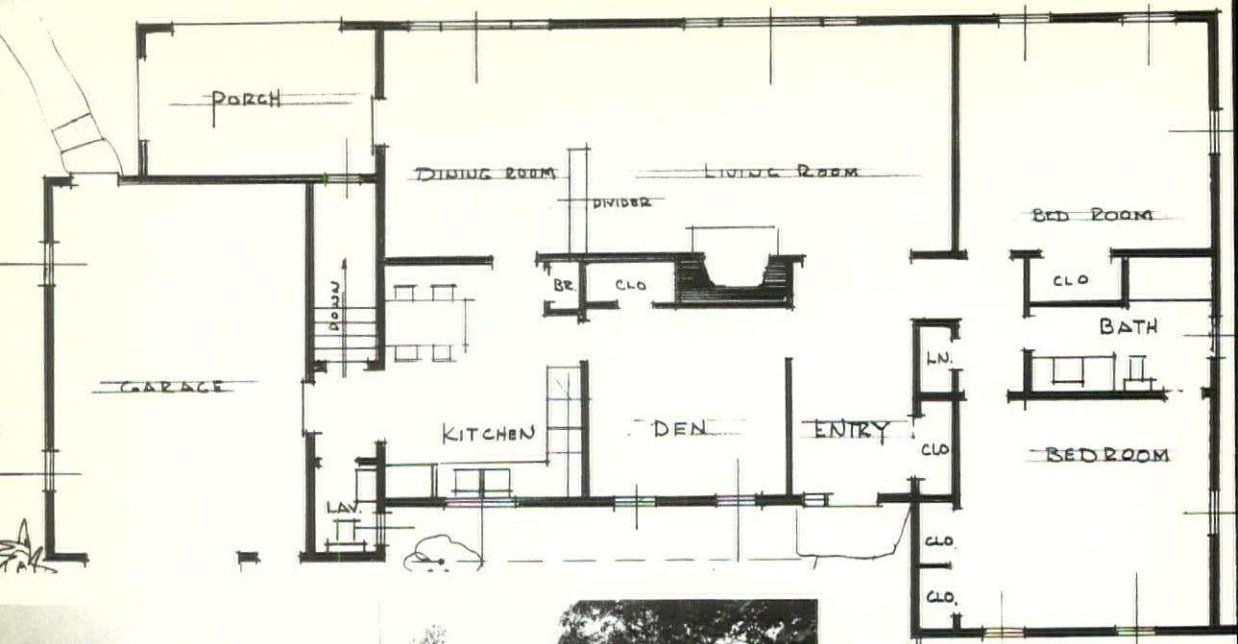 PORCH
DINING ROOM
LIVING ROOM
DIVIDER
BED ROOM
BR.
CLO
CLO
DOWN
BATH
LN.
GARAGE
KITCHEN
DEN
ENTRY
CLO
BEDROOM
LAV.
CLO
CLO.